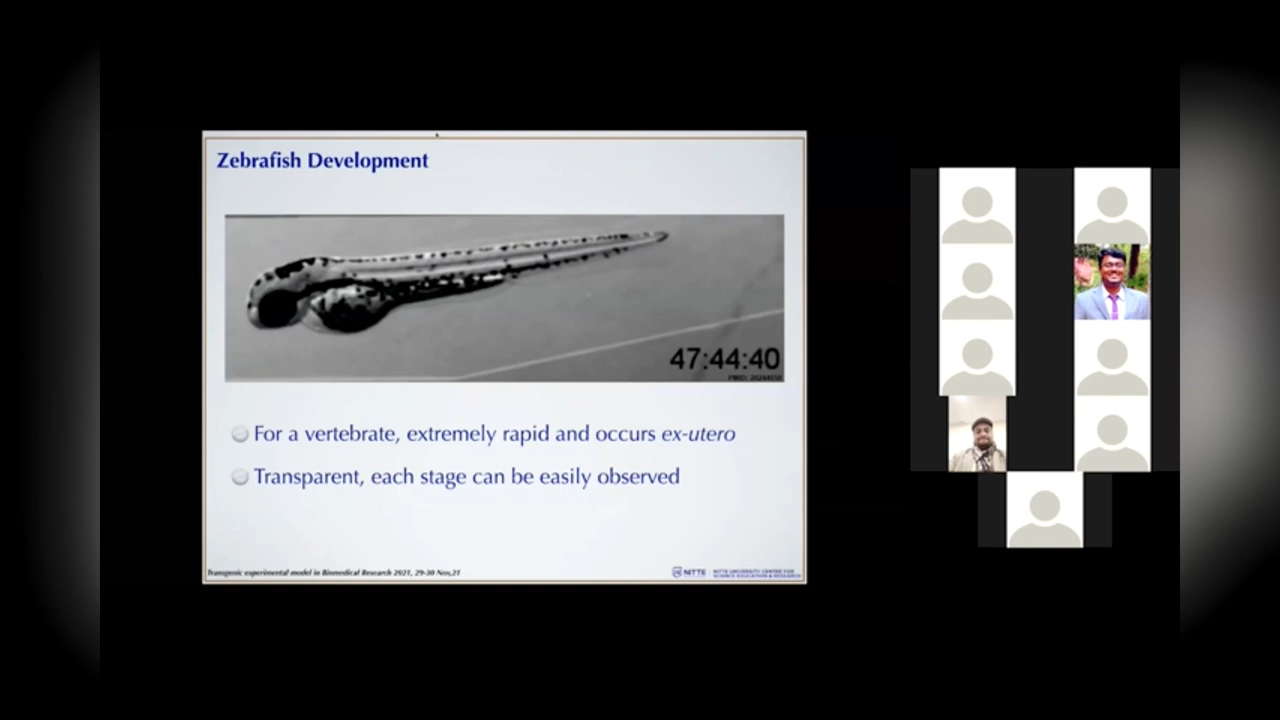 Zebrafish Development
47:44:40
For a vertebrate, extremely rapid and occurs ex-utero
Transparent, each stage can be easily observed
Transgenic experimental model in Biomedical Research 2021, 29-30 Nov,21
NITTE
NITTE UNIVERSITY CENTRE FOR
SCIENCE EDUCATION & RESEARCH